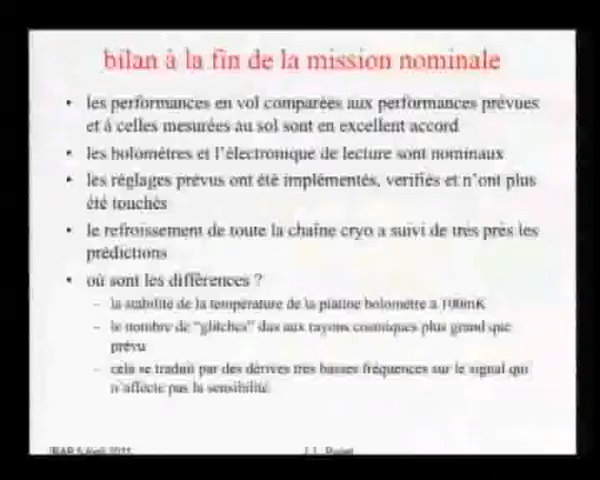 bilan à la fin de la mission nominale
• les performances en vol comparées aux performances prévues
et à celles mesurées au sol sont en excellent accord
• les bolomètres et l'électronique de lecture sont nominaux
• les réglages prévus ont été implémentés, verifiés et n'ont plus
été touchés
• le refroissement de toute la chaîne cryo a suivi de très près les
prédictions
• où sont les différences ?
– la stabilité de la température de la platine bolomètre à 100mK
– le nombre de "glitches" dus aux rayons cosmiques plus grand que
prévu
– cela se traduit par des dérives très basses fréquences sur le signal qui
n'affecte pas la sensibilité